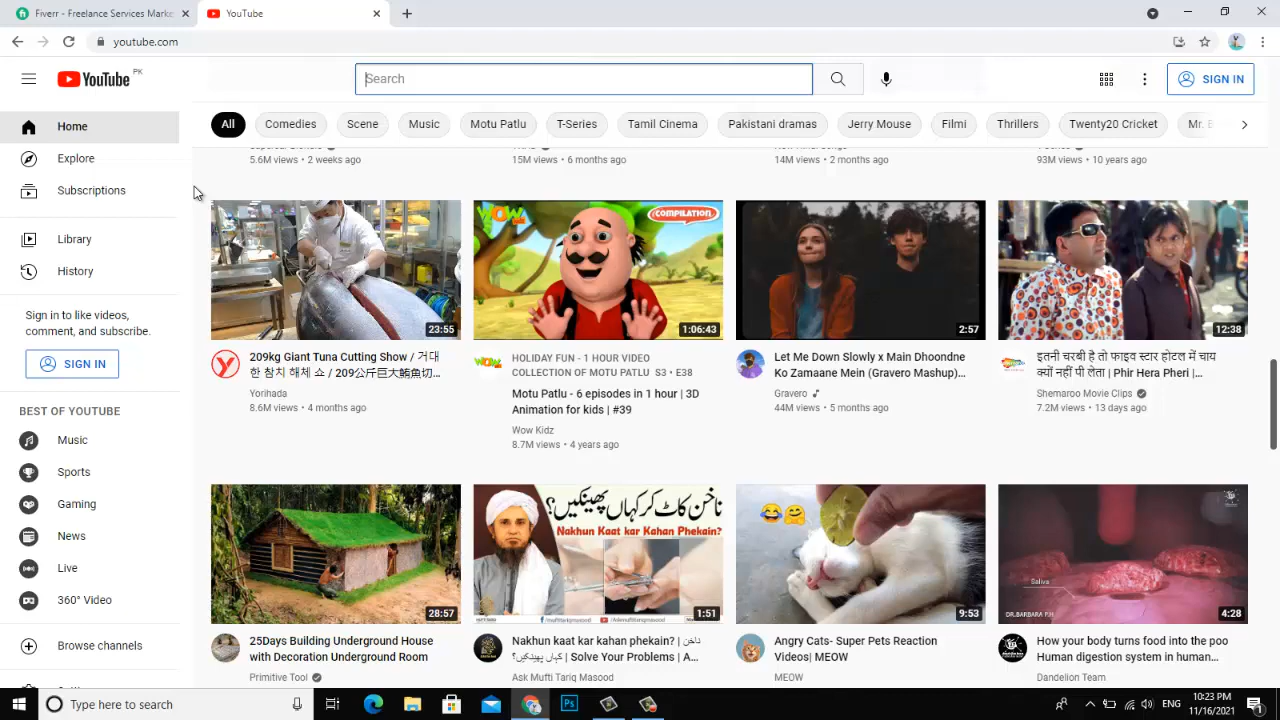 Fiverr - Freelance Services Marke
YouTube
youtube.com
YouTube PK
Search
SIGN IN
Home
Explore
Subscriptions
Library
History
Sign in to like videos,
comment, and subscribe.
SIGN IN
BEST OF YOUTUBE
Music
Sports
Gaming
News
Live
360° Video
Browse channels
All
Comedies
Scene
Music
Motu Patlu
T-Series
Tamil Cinema
Pakistani dramas
Jerry Mouse
Filmi
Thrillers
Twenty20 Cricket
Mr. B
5.6M views • 2 weeks ago
15M views • 6 months ago
14M views • 2 months ago
93M views • 10 years ago
23:55
209kg Giant Tuna Cutting Show / 거대
한 참치 해체 쇼 / 209公斤巨大鮪魚切...
Yorihada
8.6M views • 4 months ago
WOW
COMPILATION
1:06:43
WOW
HOLIDAY FUN - 1 HOUR VIDEO
COLLECTION OF MOTU PATLU S3 • E38
Motu Patlu - 6 episodes in 1 hour | 3D
Animation for kids | #39
Wow Kidz
8.7M views • 4 years ago
2:57
Let Me Down Slowly x Main Dhoondne
Ko Zamaane Mein (Gravero Mashup)...
Gravero
44M views • 5 months ago
12:38
इतनी चरबी है तो फाइव स्टार होटल में चाय
क्यों नहीं पी लेता | Phir Hera Pheri |...
Shemaroo Movie Clips
7.2M views • 13 days ago
28:57
25Days Building Underground House
with Decoration Underground Room
Primitive Tool
ناخن کاٹ کر کہاں پھینکیں؟
Nakhun Kaat kar Kahan Phekain?
1:51
Nakhun kaat kar kahan phekain? | ناخن
کہاں پھینکیں؟ | Solve Your Problems | A...
Ask Mufti Tariq Masood
9:53
Angry Cats- Super Pets Reaction
Videos| MEOW
MEOW
Saliva
DR.BARBARA P.H
4:28
How your body turns food into the poo
Human digestion system in human...
Dandelion Team
Type here to search
Ps
ENG
10:23 PM
11/16/2021
1